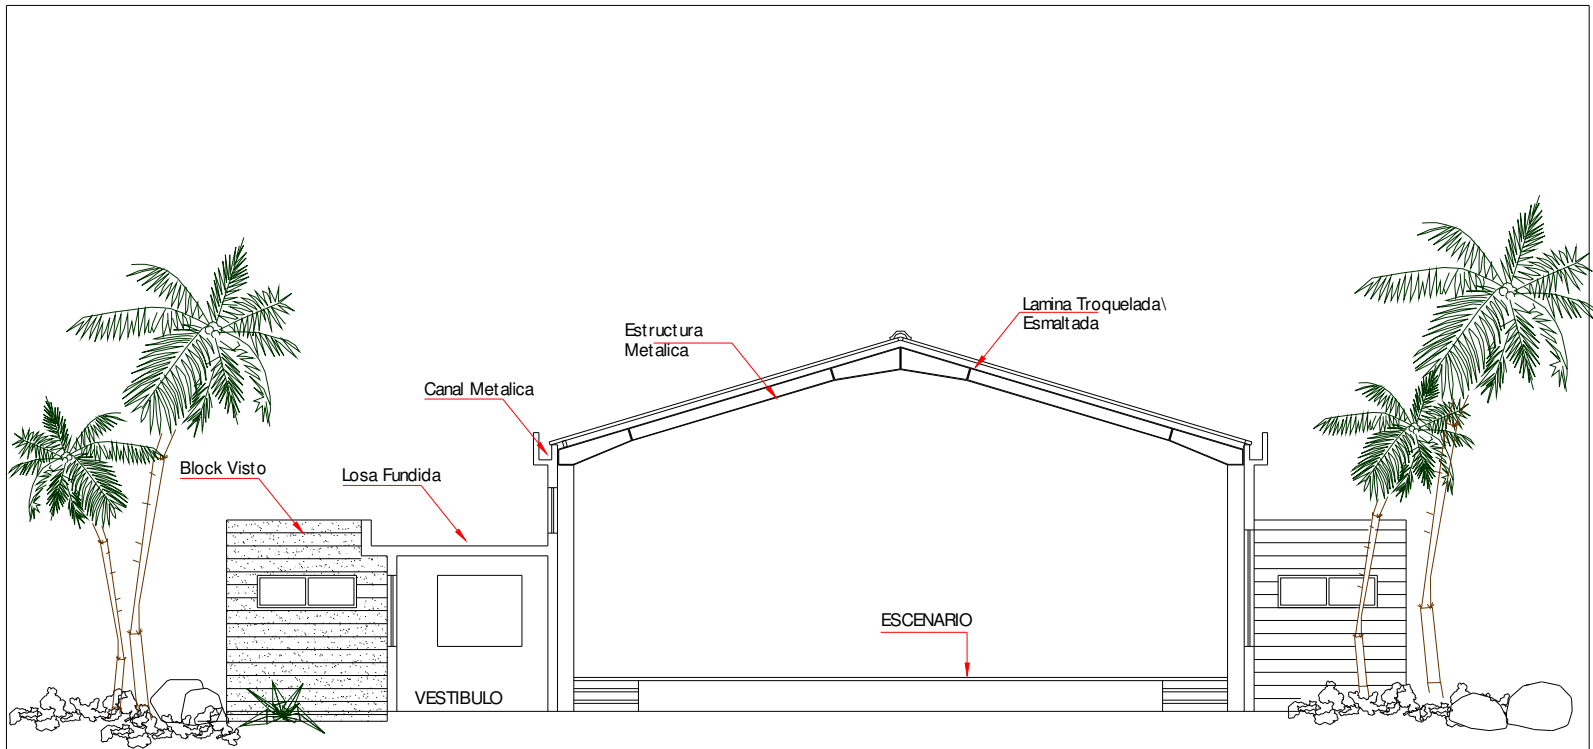 Lamina Troquelada\
Esmaltada
Estructura
Metalica
Canal Metalica
Block Visto
Losa Fundida
ESCENARIO
VESTIBULO